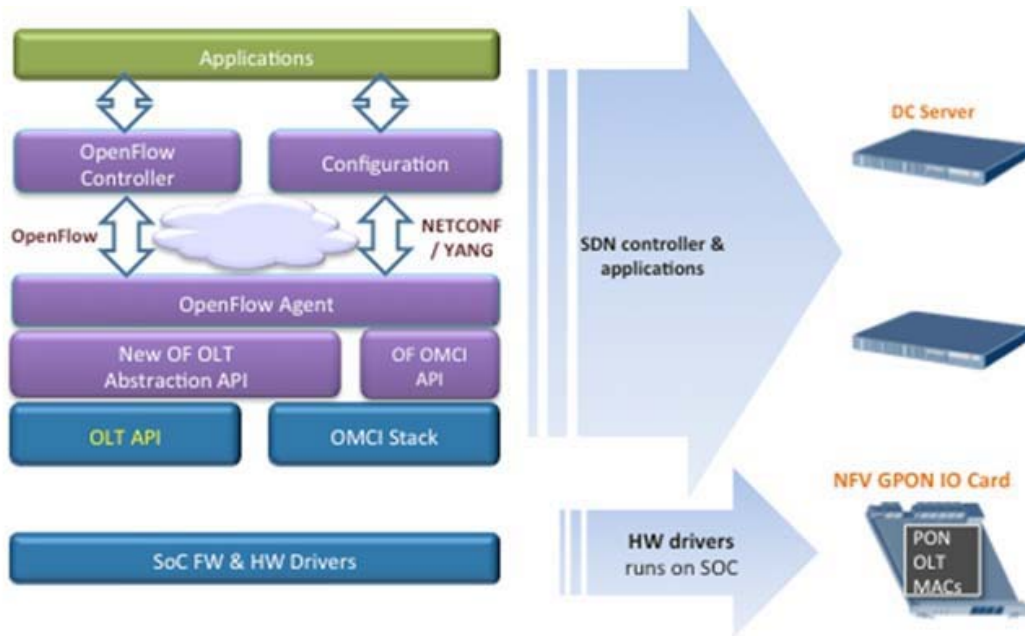 Applications
OpenFlow
Controller
Configuration
OpenFlow
NETCONF
/ YANG
OpenFlow Agent
New OF OLT
Abstraction API
OF OMCI
API
OLT API
OMCI Stack
SoC FW & HW Drivers
SDN controller &
applications
HW drivers
runs on SOC
DC Server
NFV GPON IO Card
PON
OLT
MACs